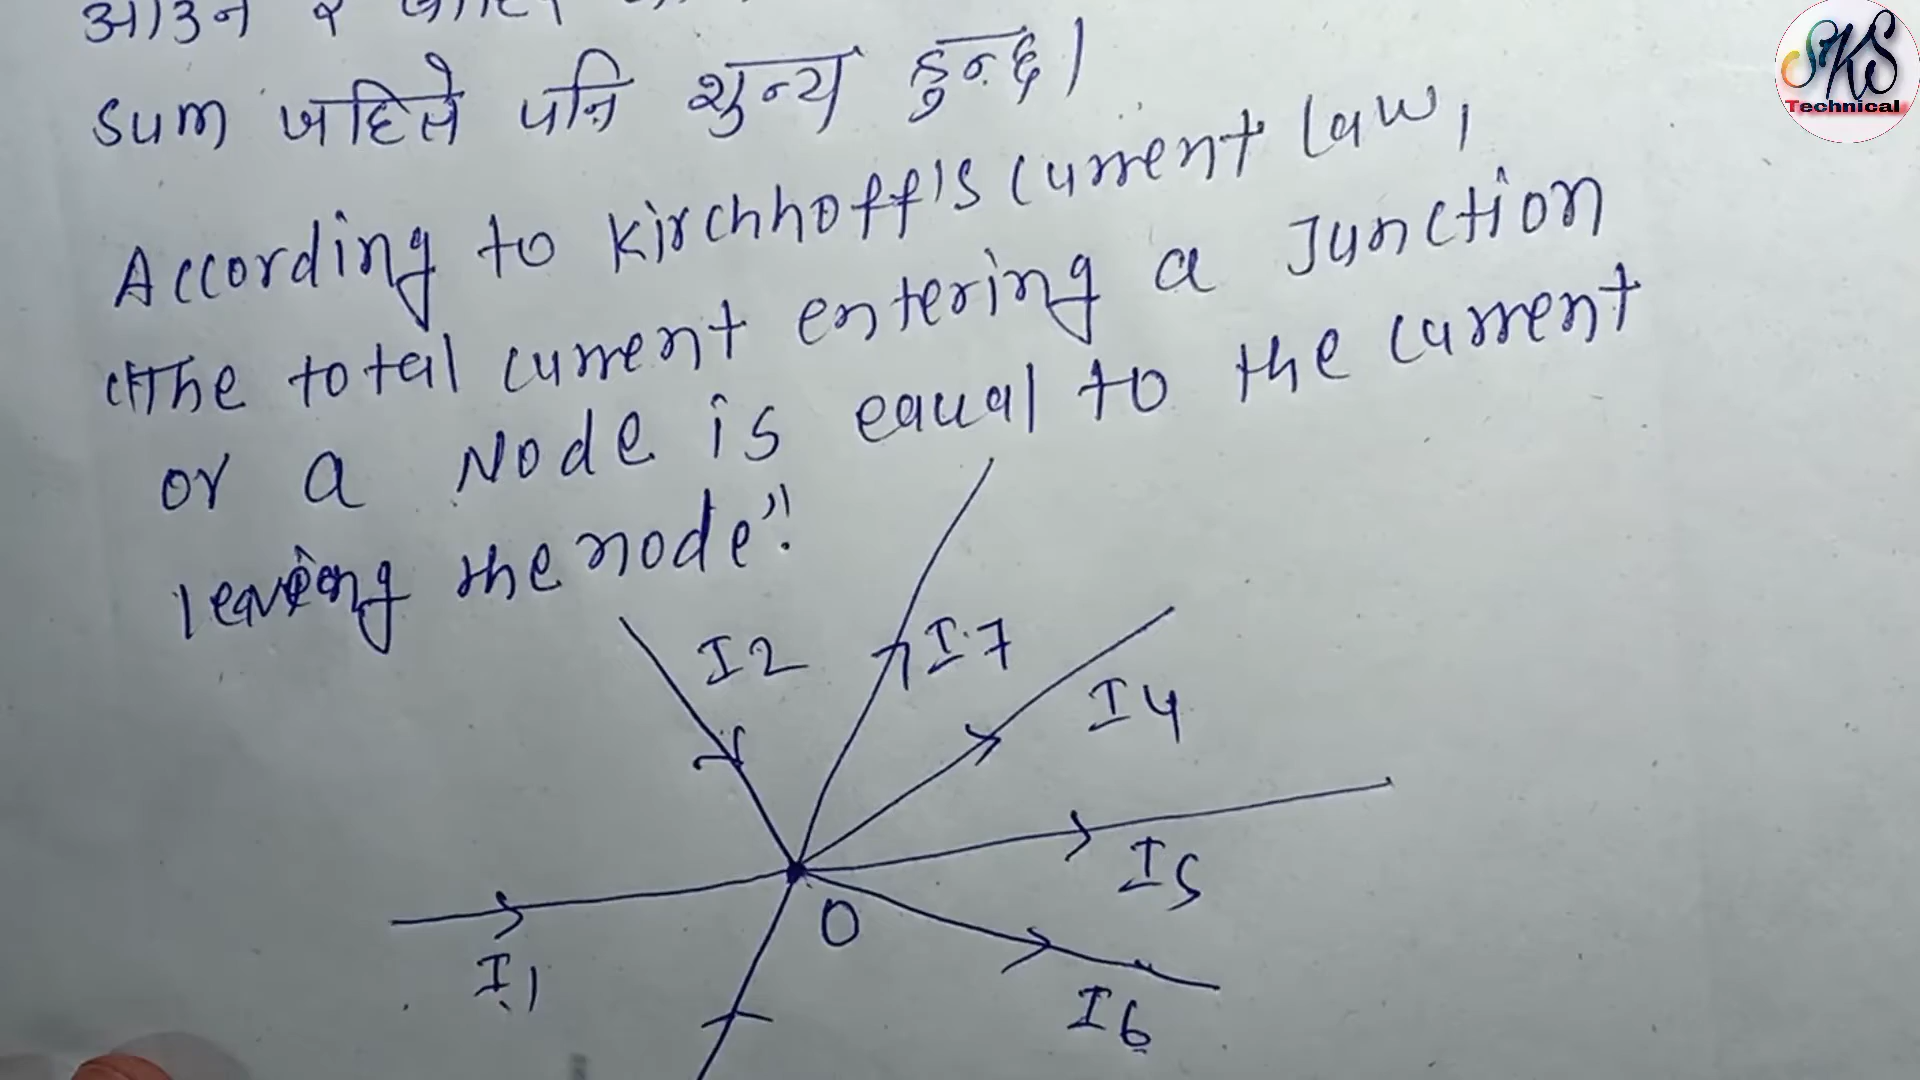 sum जहिले पनि शुन्य हुन्छ।
According to Kirchhoff's current law,
"The total current entering a Junction
or a Node is equal to the current
leaving the node".
I2
I7
I4
I5
O
I1
I6
SKS
Technical